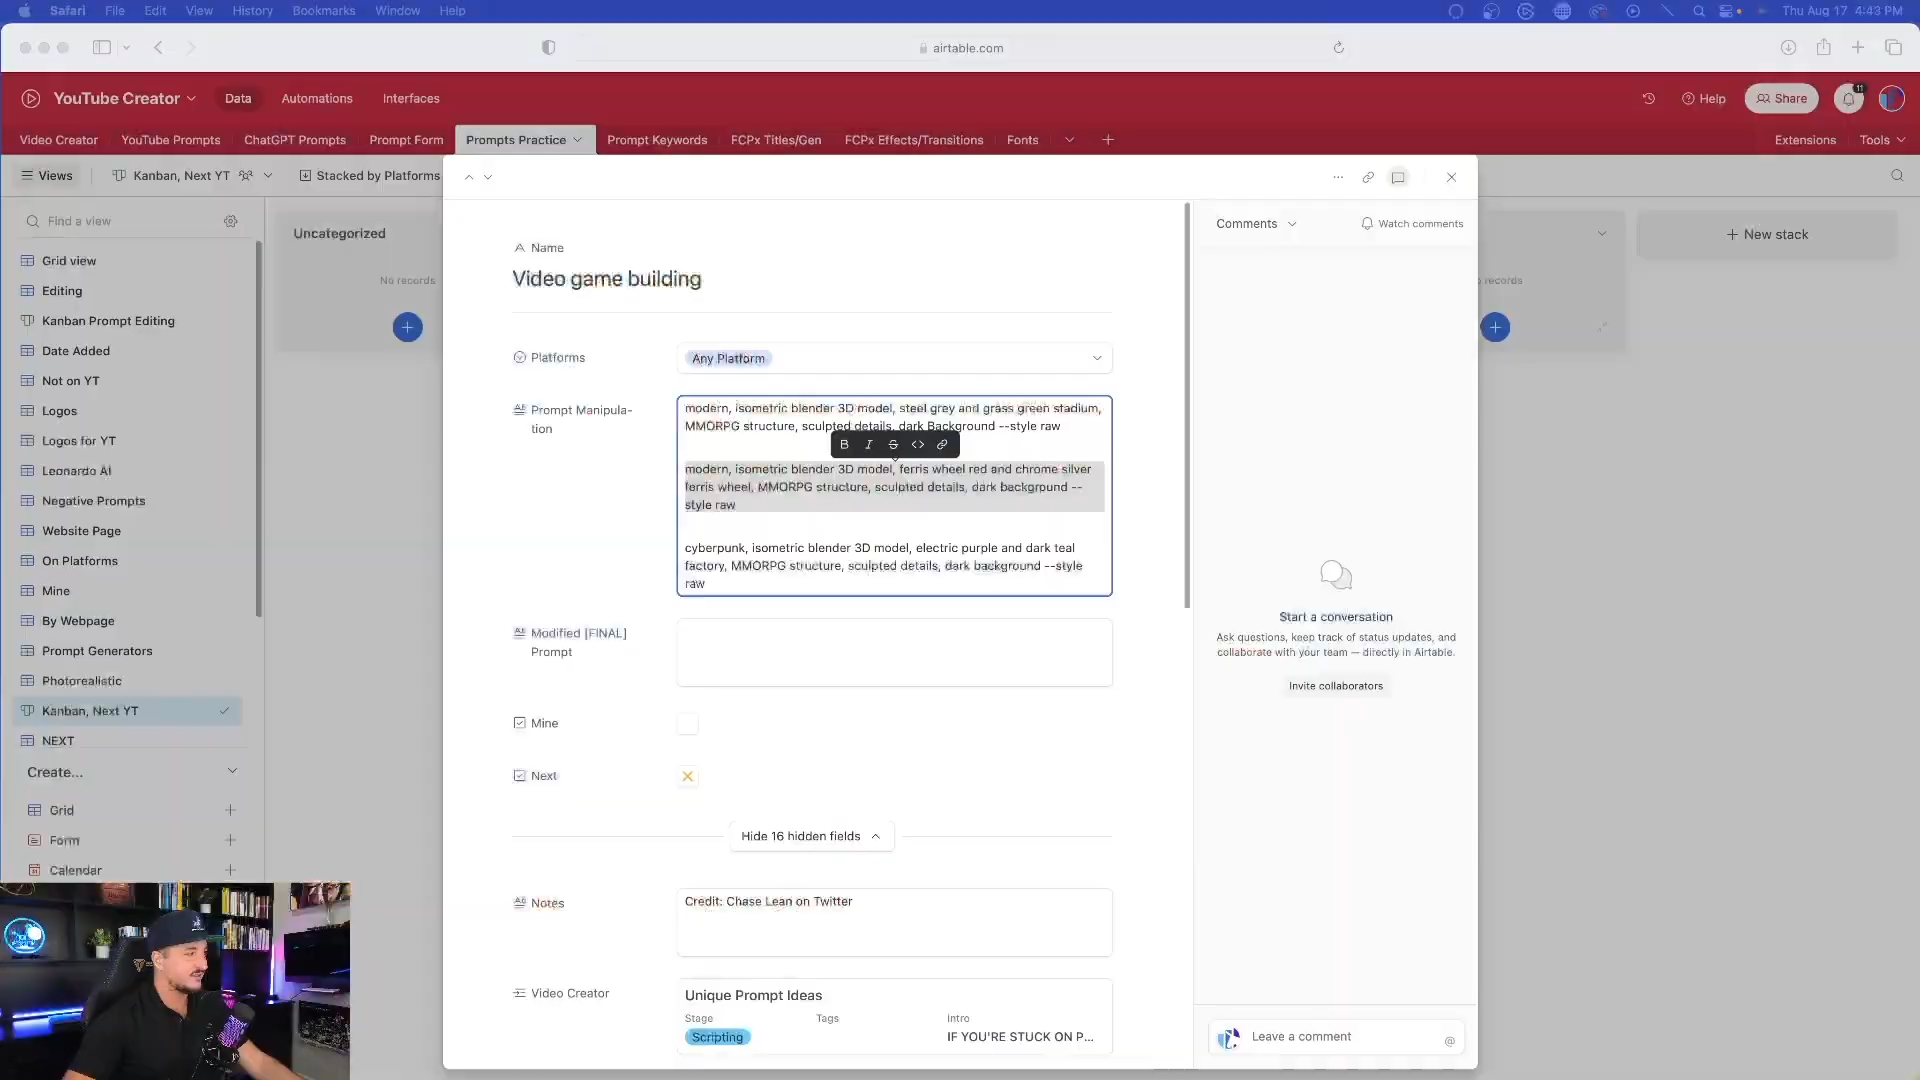 Safari File Edit View History Bookmarks Window Help Thu Aug 17 4:43 PM
airtable.com
YouTube Creator Data Automations Interfaces Help Share 11
Video Creator YouTube Prompts ChatGPT Prompts Prompt Form Prompts Practice Prompt Keywords FCPx Titles/Gen FCPx Effects/Transitions Fonts Extensions Tools
Views Kanban, Next YT Stacked by Platforms
Find a view
Grid view
Editing
Kanban Prompt Editing
Date Added
Not on YT
Logos
Logos for YT
Leonardo AI
Negative Prompts
Website Page
On Platforms
Mine
By Webpage
Prompt Generators
Photorealistic
Kanban, Next YT
NEXT
Create...
Grid
Form
Calendar
Uncategorized
No records
Name
Video game building
Platforms
Any Platform
Prompt Manipula-
tion
modern, isometric blender 3D model, steel grey and grass green stadium,
MMORPG structure, sculpted details, dark Background --style raw
B I S <>
modern, isometric blender 3D model, ferris wheel red and chrome silver
ferris wheel, MMORPG structure, sculpted details, dark background --
style raw
cyberpunk, isometric blender 3D model, electric purple and dark teal
factory, MMORPG structure, sculpted details, dark background --style
raw
Modified [FINAL]
Prompt
Mine
Next
Hide 16 hidden fields
Notes
Credit: Chase Lean on Twitter
Video Creator
Unique Prompt Ideas
Stage Tags Intro
Scripting IF YOU'RE STUCK ON P...
Comments Watch comments
Start a conversation
Ask questions, keep track of status updates, and
collaborate with your team — directly in Airtable.
Invite collaborators
Leave a comment @
records
+ New stack